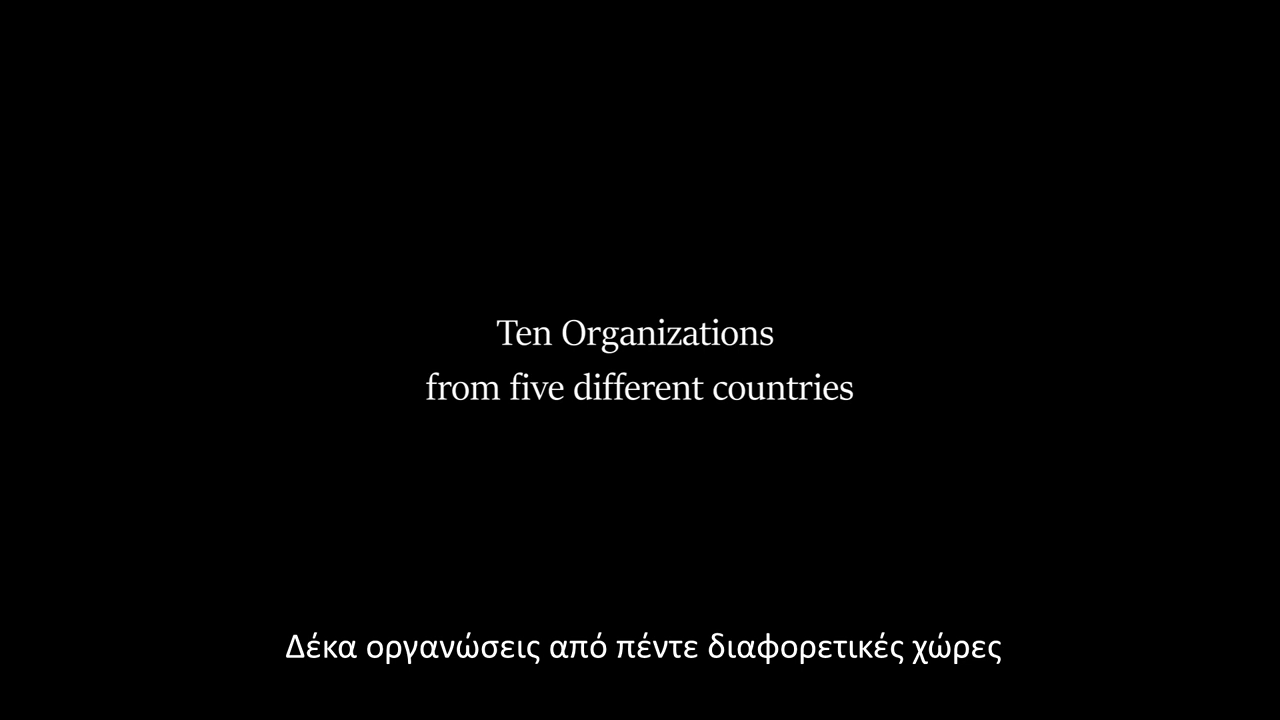 Ten Organizations
from five different countries
Δέκα οργανώσεις από πέντε διαφορετικές χώρες